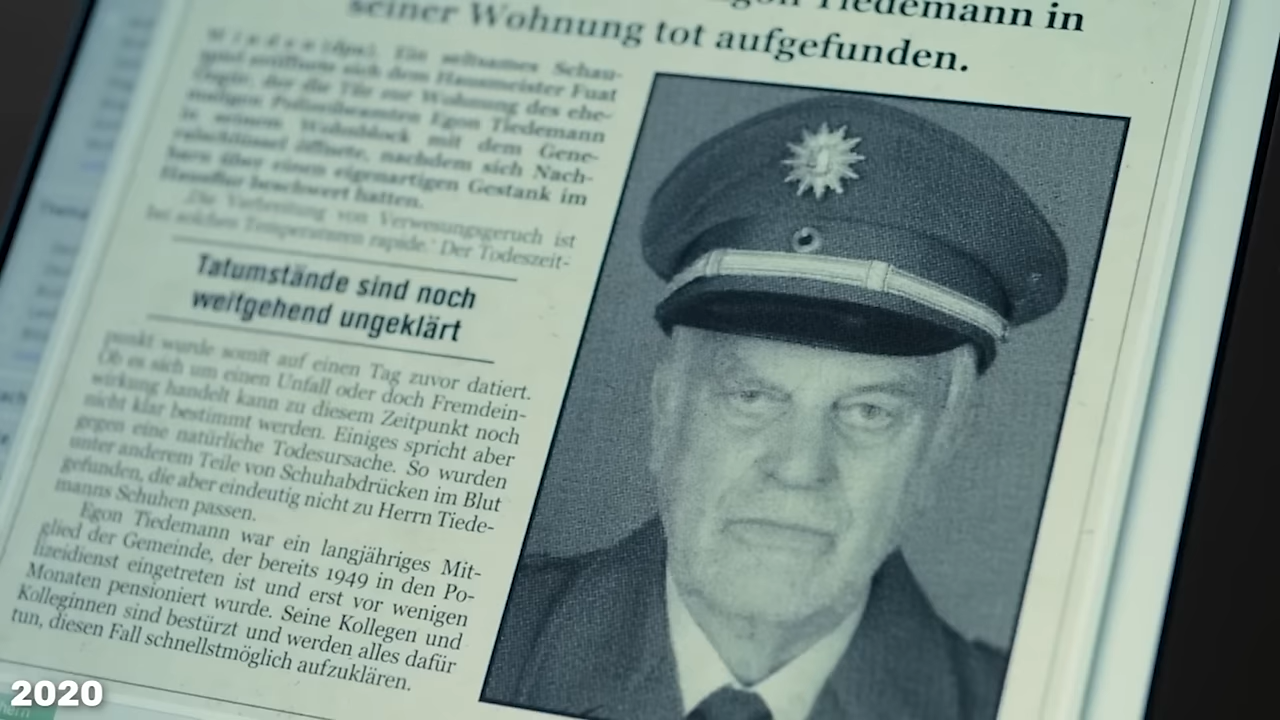 Egon Tiedemann in
seiner Wohnung tot aufgefunden.
Minden (dpa). Ein seltsames Schau-
spiel eröffnete sich dem Hausmeister Fuat
der die Tür zur Wohnung des ehe-
maligen Polizeibeamten Egon Tiedemann
in seinem Wohnblock mit dem Gene-
ralschlüssel öffnete, nachdem sich Nach-
barn über einen eigenartigen Gestank im
Hausflur beschwert hatten.
„Die Verbreitung von Verwesungsgeruch ist
bei solchen Temperaturen rapide.“ Der Todeszeit-
Tatumstände sind noch
weitgehend ungeklärt
punkt wurde somit auf einen Tag zuvor datiert.
Ob es sich um einen Unfall oder doch Fremdein-
wirkung handelt kann zu diesem Zeitpunkt noch
nicht klar bestimmt werden. Einiges spricht aber
gegen eine natürliche Todesursache. So wurden
unter anderem Teile von Schuhabdrücken im Blut
gefunden, die aber eindeutig nicht zu Herrn Tiede-
manns Schuhen passen.
Egon Tiedemann war ein langjähriges Mit-
glied der Gemeinde, der bereits 1949 in den Po-
lizeidienst eingetreten ist und erst vor wenigen
Monaten pensioniert wurde. Seine Kollegen und
Kolleginnen sind bestürzt und werden alles dafür
tun, diesen Fall schnellstmöglich aufzuklären.
2020